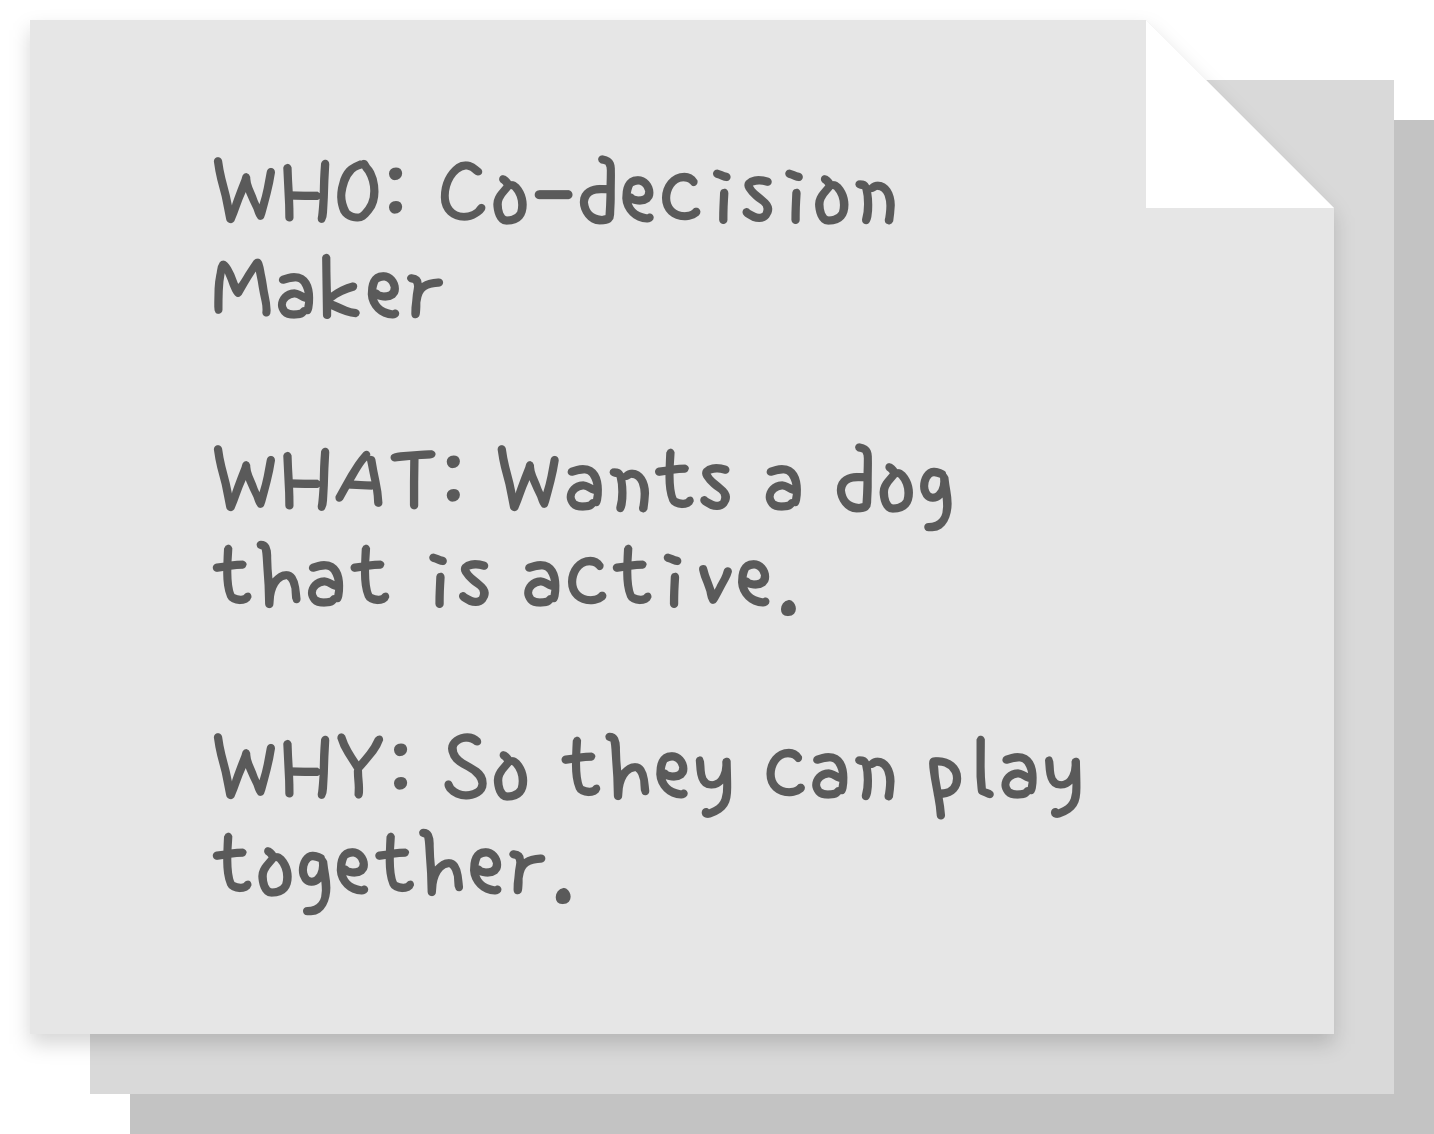 WHO: Co-decision
Maker
WHAT: Wants a dog
that is active.
WHY: So they can play
together.